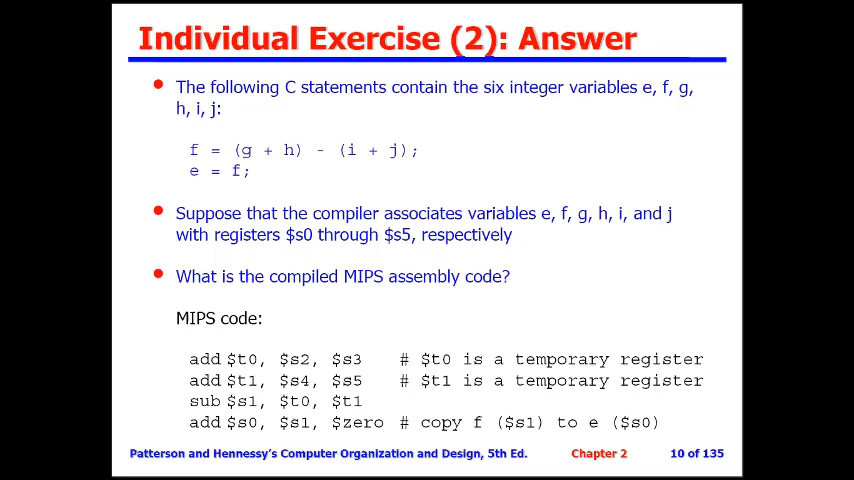 Individual Exercise (2): Answer
• The following C statements contain the six integer variables e, f, g,
h, i, j:
f = (g + h) - (i + j);
e = f;
• Suppose that the compiler associates variables e, f, g, h, i, and j
with registers $s0 through $s5, respectively
• What is the compiled MIPS assembly code?
MIPS code:
add $t0, $s2, $s3 # $t0 is a temporary register
add $t1, $s4, $s5 # $t1 is a temporary register
sub $s1, $t0, $t1
add $s0, $s1, $zero # copy f ($s1) to e ($s0)
Patterson and Hennessy's Computer Organization and Design, 5th Ed. Chapter 2 10 of 135